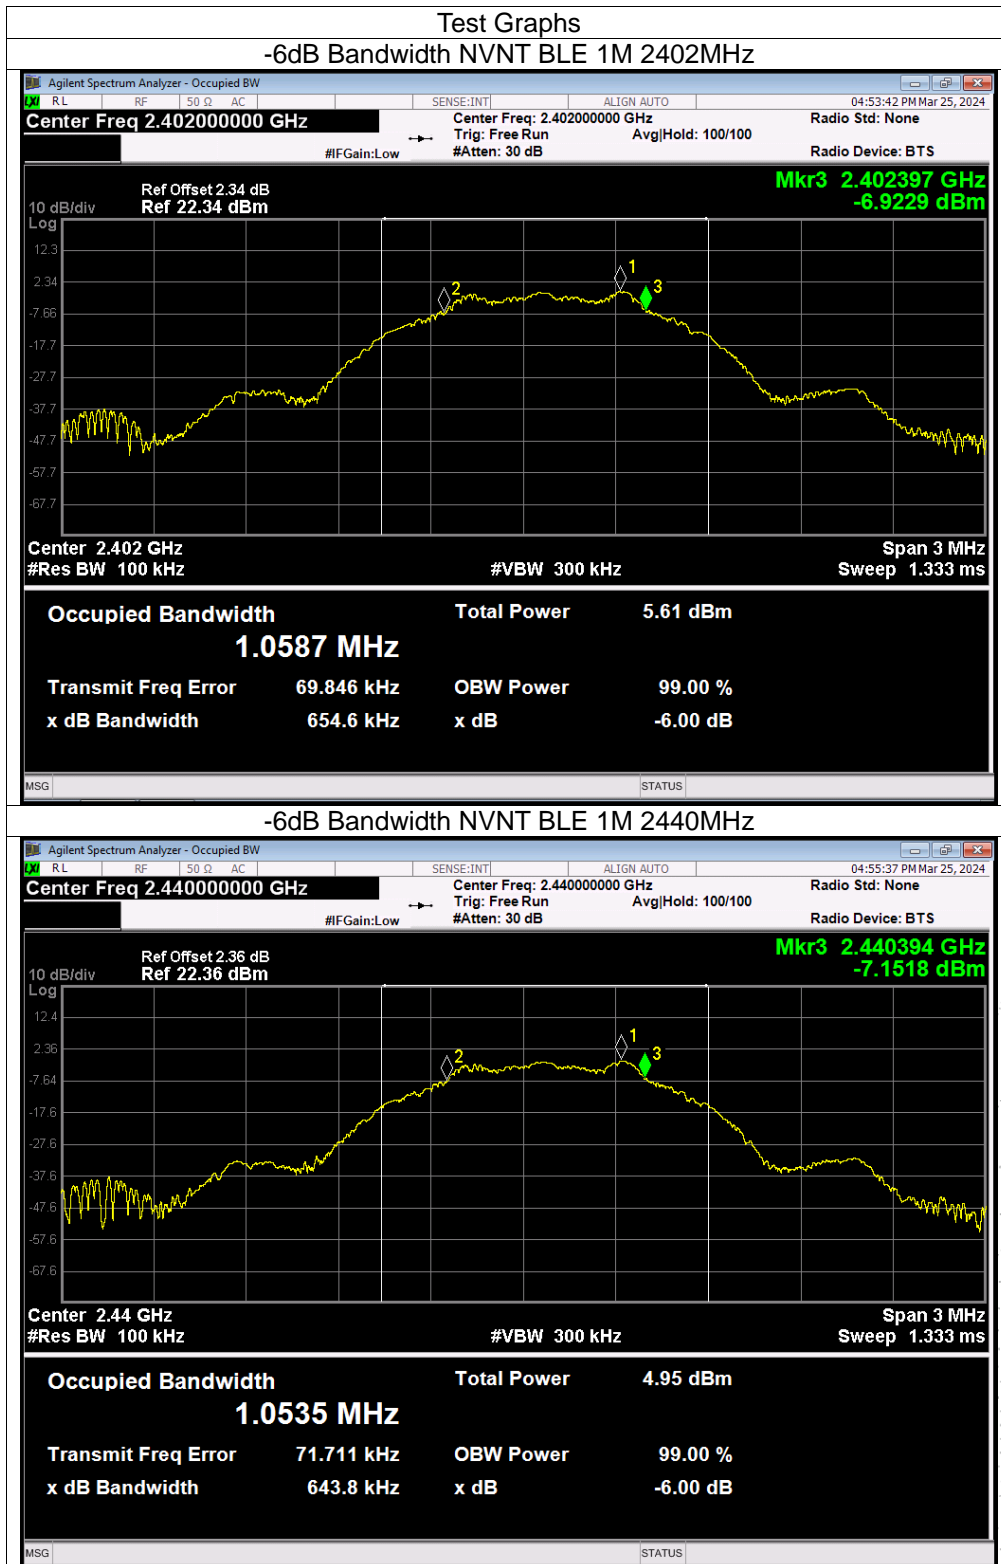 Test Graphs
-6dB Bandwidth NVNT BLE 1M 2402MHz
Agilent Spectrum Analyzer - Occupied BW
LXI RL RF 50 Ω AC SENSE:INT ALIGN AUTO 04:53:42 PM Mar 25, 2024
Center Freq 2.402000000 GHz Center Freq: 2.402000000 GHz Radio Std: None
Trig: Free Run Avg|Hold: 100/100
#IFGain:Low #Atten: 30 dB Radio Device: BTS
Mkr3 2.402397 GHz
Ref Offset 2.34 dB
10 dB/div Ref 22.34 dBm -6.9229 dBm
Log
12.3
1
2.34
2 3
-7.66
-17.7
-27.7
-37.7
-47.7
-57.7
-67.7
Center 2.402 GHz Span 3 MHz
#Res BW 100 kHz #VBW 300 kHz Sweep 1.333 ms
Occupied Bandwidth Total Power 5.61 dBm
1.0587 MHz
Transmit Freq Error 69.846 kHz OBW Power 99.00 %
x dB Bandwidth 654.6 kHz x dB -6.00 dB
MSG STATUS
-6dB Bandwidth NVNT BLE 1M 2440MHz
Agilent Spectrum Analyzer - Occupied BW
LXI RL RF 50 Ω AC SENSE:INT ALIGN AUTO 04:55:37 PM Mar 25, 2024
Center Freq 2.440000000 GHz Center Freq: 2.440000000 GHz Radio Std: None
Trig: Free Run Avg|Hold: 100/100
#IFGain:Low #Atten: 30 dB Radio Device: BTS
Mkr3 2.440394 GHz
Ref Offset 2.36 dB
10 dB/div Ref 22.36 dBm -7.1518 dBm
Log
12.4
1
2.36
2 3
-7.64
-17.6
-27.6
-37.6
-47.6
-57.6
-67.6
Center 2.44 GHz Span 3 MHz
#Res BW 100 kHz #VBW 300 kHz Sweep 1.333 ms
Occupied Bandwidth Total Power 4.95 dBm
1.0535 MHz
Transmit Freq Error 71.711 kHz OBW Power 99.00 %
x dB Bandwidth 643.8 kHz x dB -6.00 dB
MSG STATUS